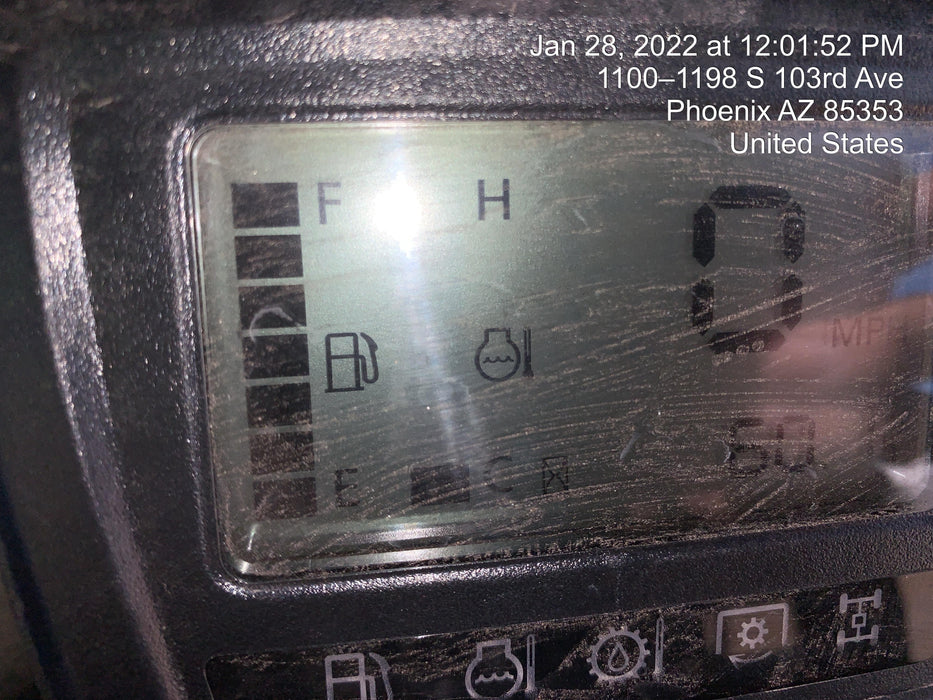 Jan 28, 2022 at 12:01:52 PM
1100–1198 S 103rd Ave
Phoenix AZ 85353
United States
F
H
0
MPH
60
E
C